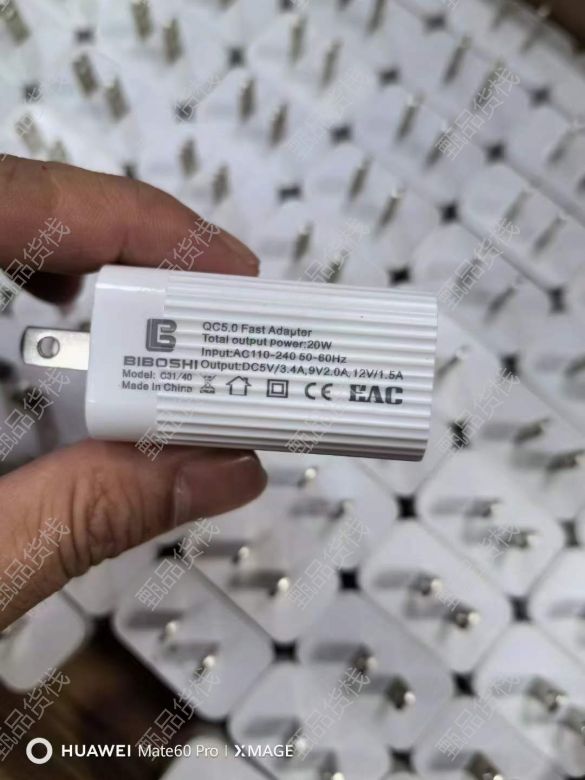 QC5.0 Fast Adapter
Total output power:20W
Input:AC110-240 50-60Hz
BIBOSHI Output:DC5V/3.4A,9V2.0A,12V/1.5A
Model: C31/40
Made in China
CE EAC
甄品货栈
HUAWEI Mate60 Pro | XMAGE